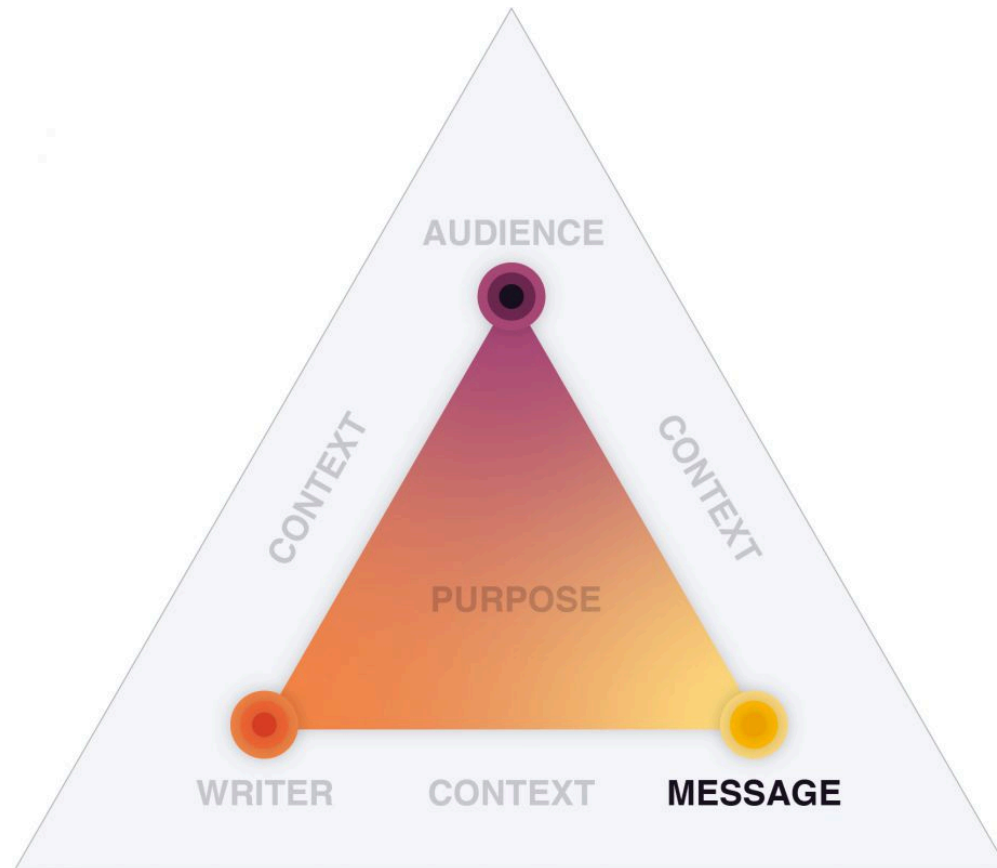 AUDIENCE
CONTEXT
CONTEXT
PURPOSE
WRITER
CONTEXT
MESSAGE